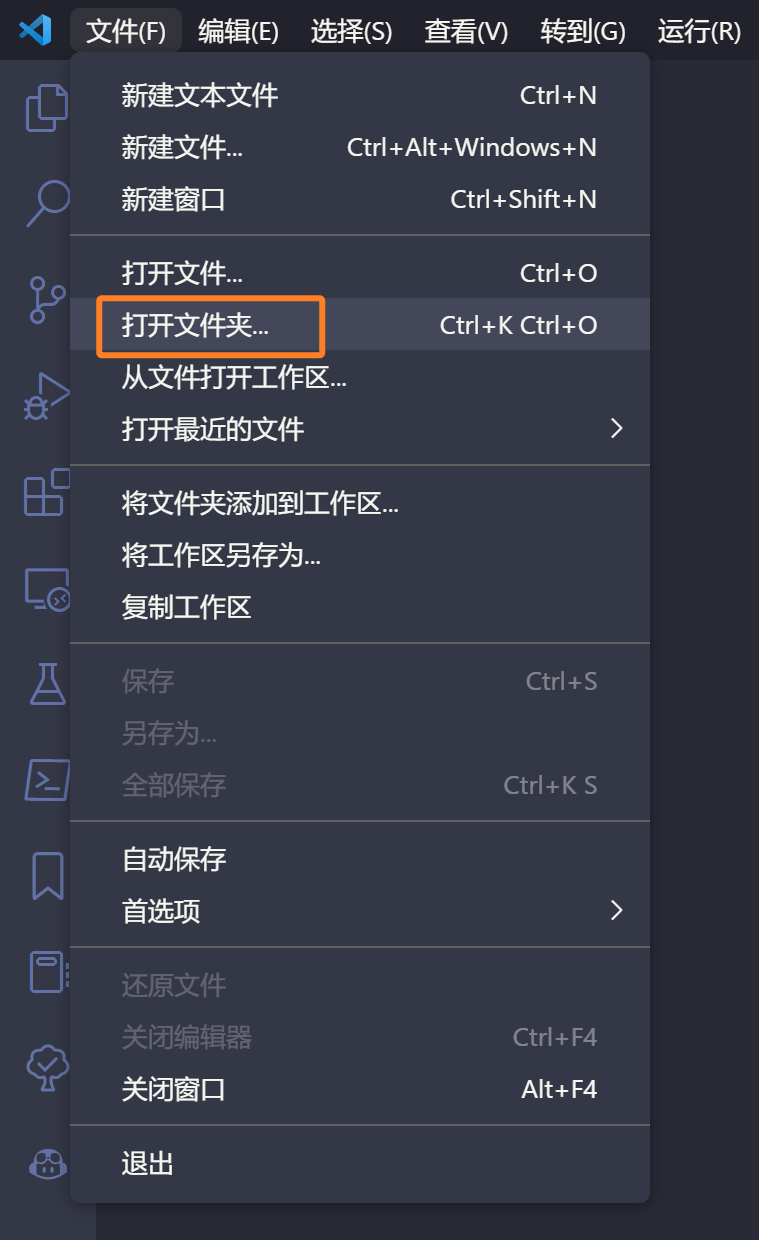 文件(F) 编辑(E) 选择(S) 查看(V) 转到(G) 运行(R)
新建文本文件 Ctrl+N
新建文件... Ctrl+Alt+Windows+N
新建窗口 Ctrl+Shift+N
打开文件... Ctrl+O
打开文件夹... Ctrl+K Ctrl+O
从文件打开工作区...
打开最近的文件
将文件夹添加到工作区...
将工作区另存为...
复制工作区
保存 Ctrl+S
另存为...
全部保存 Ctrl+K S
自动保存
首选项
还原文件
关闭编辑器 Ctrl+F4
关闭窗口 Alt+F4
退出